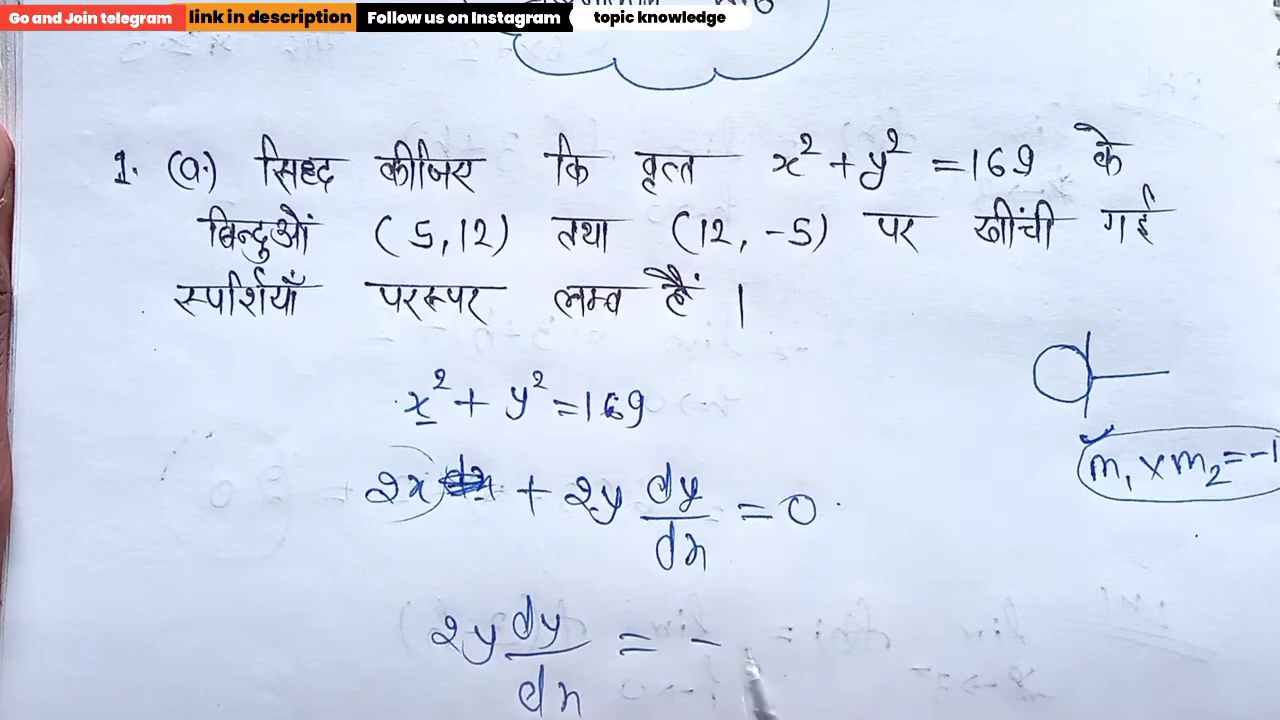 Go and Join telegram link in description Follow us on Instagram topic knowledge
1. (a.) सिद्ध कीजिए कि वृत्त x² + y² = 169 के
बिन्दुओं (5,12) तथा (12, -5) पर खींची गई
स्पर्शियाँ परस्पर लम्ब हैं ।
x² + y² = 169
2x + 2y dy/dx = 0
m₁ × m₂ = -1
2y dy/dx = -